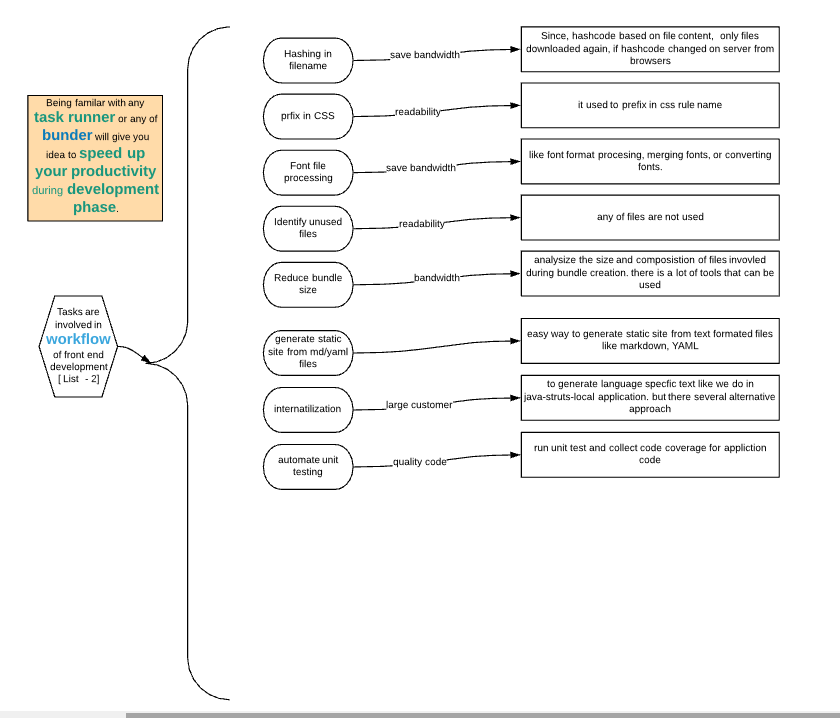 Being familar with any
task runner or any of
bunder will give you
idea to speed up
your productivity
during development
phase.
Tasks are
involved in
workflow
of front end
development
[ List - 2]
Hashing in
filename
save bandwidth
Since, hashcode based on file content, only files
downloaded again, if hashcode changed on server from
browsers
prfix in CSS
readability
it used to prefix in css rule name
Font file
processing
save bandwidth
like font format procesing, merging fonts, or converting
fonts.
Identify unused
files
readability
any of files are not used
Reduce bundle
size
bandwidth
analysize the size and composistion of files invovled
during bundle creation. there is a lot of tools that can be
used
generate static
site from md/yaml
files
easy way to generate static site from text formated files
like markdown, YAML
internatilization
large customer
to generate language specfic text like we do in
java-struts-local application. but there several alternative
approach
automate unit
testing
quality code
run unit test and collect code coverage for appliction
code